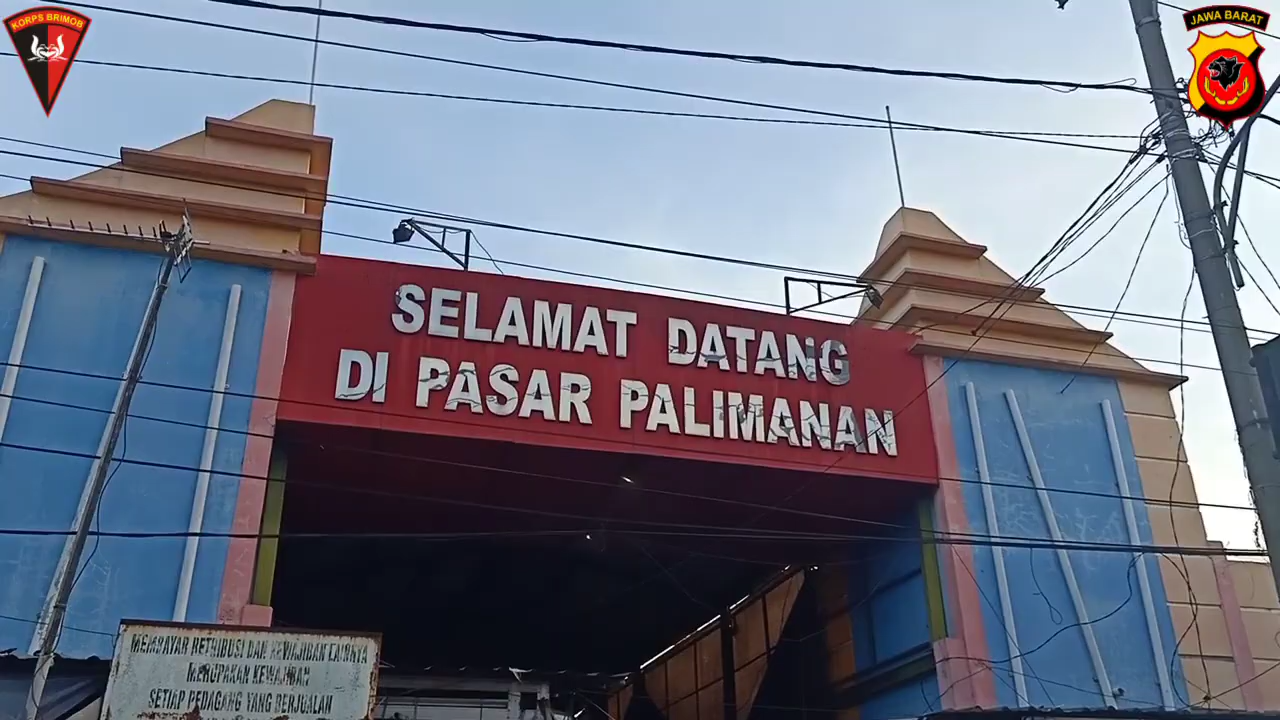 KORPS BRIMOB
JAWA BARAT
SELAMAT DATANG
DI PASAR PALIMANAN
MEMBAYAR RETRIBUSI DAN KEWAJIBAN LAINNYA
MERUPAKAN KEWAJIBAN
SETIAP PEDAGANG YANG BERJUALAN